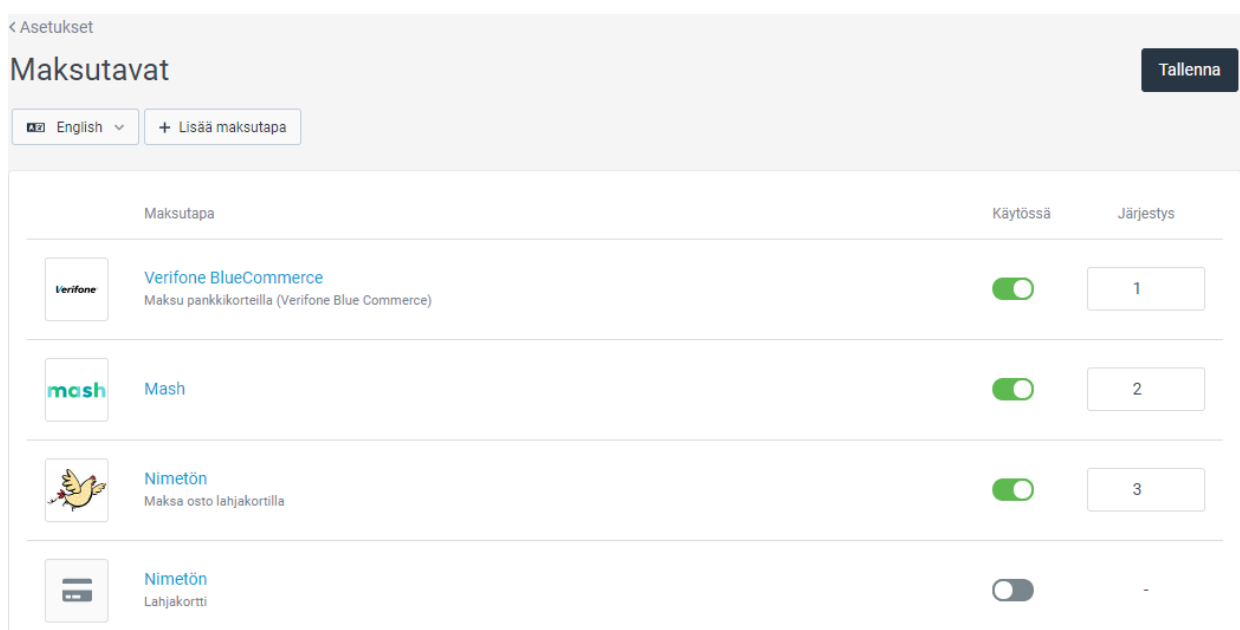 < Asetukset
Maksutavat
Tallenna
English
+ Lisää maksutapa
Maksutapa Käytössä Järjestys
Verifone
Verifone BlueCommerce
Maksu pankkikorteilla (Verifone Blue Commerce)
1
mash
Mash
2
Nimetön
Maksa osto lahjakortilla
3
Nimetön
Lahjakortti
-